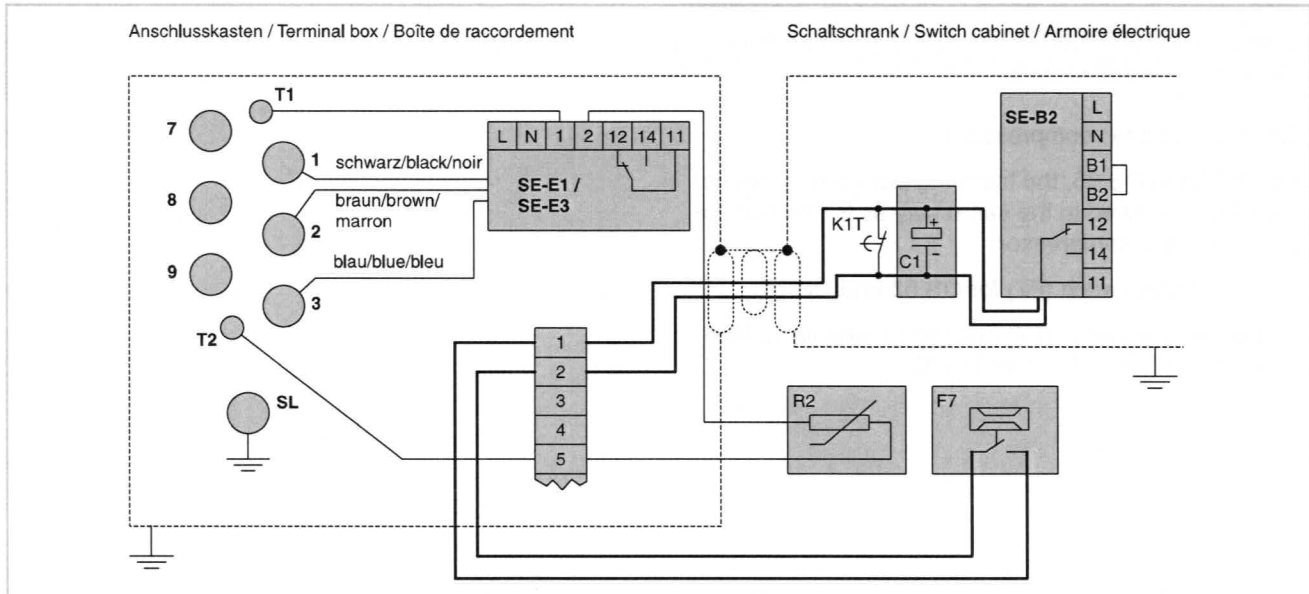 Anschlusskasten / Terminal box / Boîte de raccordement
Schaltschrank / Switch cabinet / Armoire électrique
T1
7
1 schwarz/black/noir
8
braun/brown/
marron
2
9
blau/blue/bleu
3
T2
SL
L N 1 2 12 14 11
SE-E1 /
SE-E3
1
2
3
4
5
K1T
+
-
C1
SE-B2
L
N
B1
B2
12
14
11
R2
F7